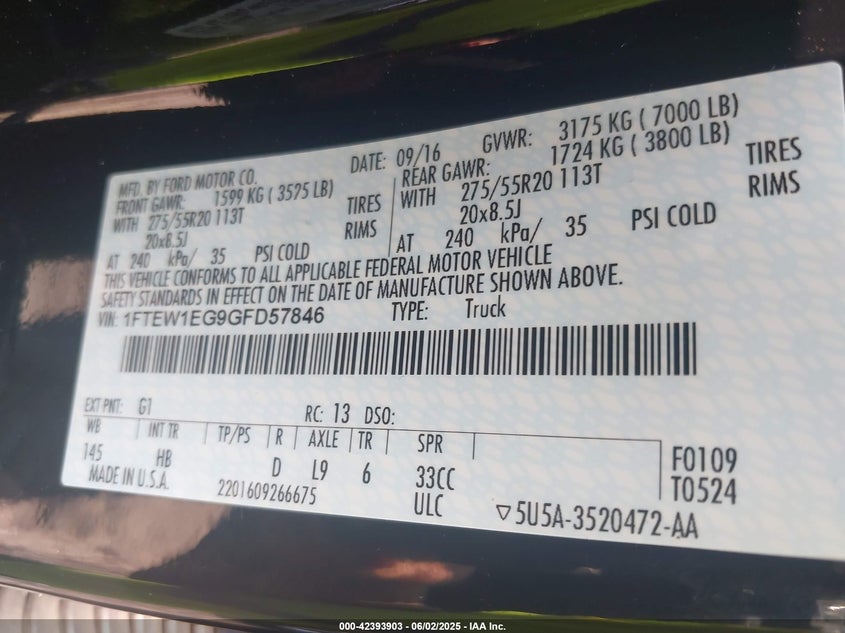 MFD. BY FORD MOTOR CO. DATE: 09/16 GVWR: 3175 KG ( 7000 LB)
FRONT GAWR: 1599 KG ( 3575 LB) REAR GAWR: 1724 KG ( 3800 LB)
WITH 275/55R20 113T TIRES WITH 275/55R20 113T TIRES
20x8.5J RIMS 20x8.5J RIMS
AT 240 kPa/ 35 PSI COLD AT 240 kPa/ 35 PSI COLD
THIS VEHICLE CONFORMS TO ALL APPLICABLE FEDERAL MOTOR VEHICLE
SAFETY STANDARDS IN EFFECT ON THE DATE OF MANUFACTURE SHOWN ABOVE.
VIN: 1FTEW1EG9GFD57846 TYPE: Truck
EXT PNT: G1 RC: 13 DSO:
WB INT TR TP/PS R AXLE TR SPR
145 HB D L9 6 33CC F0109
MADE IN U.S.A. 2201609266675 ULC T0524
▽5U5A-3520472-AA
000-42393903 - 06/02/2025 - IAA Inc.